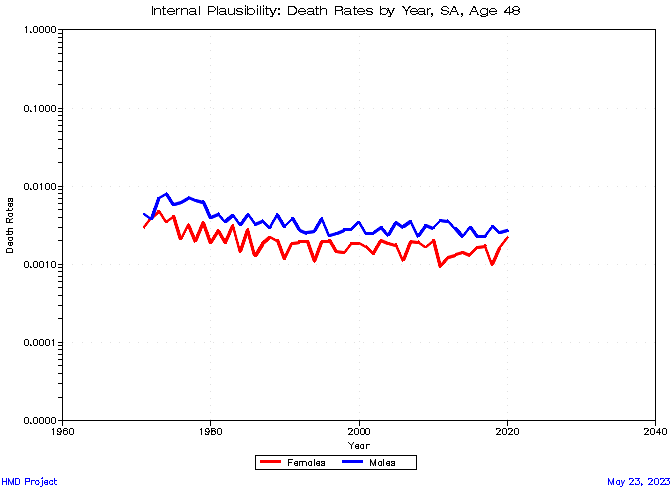 Internal Plausibility: Death Rates by Year, SA, Age 48
1.0000
0.1000
0.0100
0.0010
0.0001
0.0000
Death Rates
1960
1980
2000
2020
2040
Year
Females
Males
HMD Project
May 23, 2023